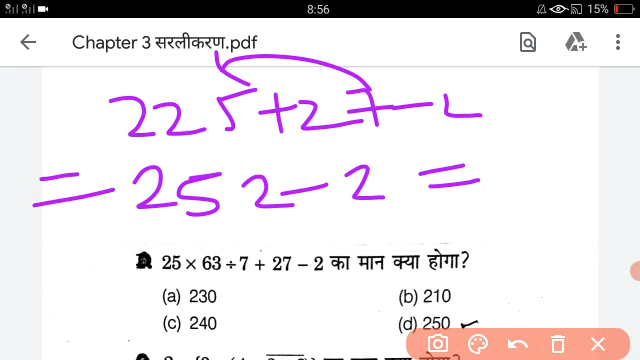 8:56
15%
Chapter 3 सरलीकरण.pdf
225+27-2
=252-2=
25 × 63 ÷ 7 + 27 − 2 का मान क्या होगा?
(a) 230 (b) 210
(c) 240 (d) 250